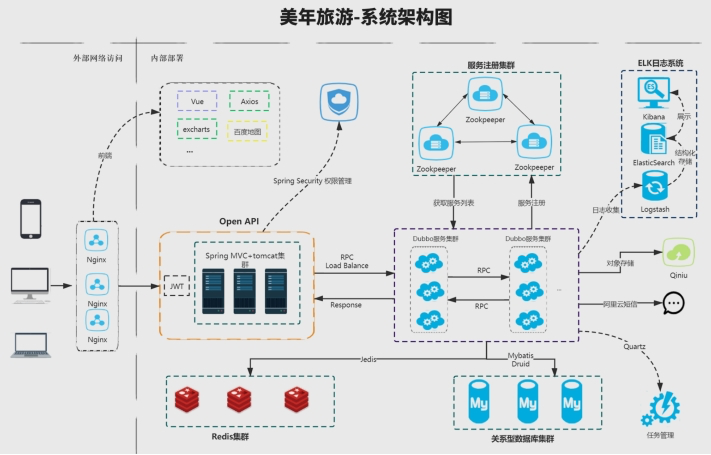 美年旅游-系统架构图
外部网络访问
内部部署
服务注册集群
ELK日志系统
Vue
Axios
excharts
百度地图
...
Zookpeeper
Zookpeeper
Zookpeeper
Kibana
展示
ElasticSearch
结构化
存储
Logstash
前端
Spring Security 权限管理
获取服务列表
服务注册
日志收集
Open API
Nginx
Nginx
Nginx
JWT
Spring MVC+tomcat集
群
RPC
Load Balance
Response
Dubbo服务集群
Dubbo服务集群
RPC
RPC
...
对象存储
Qiniu
阿里云短信
Jedis
Mybatis
Druid
Quartz
Redis集群
My
My
My
关系型数据库集群
任务管理